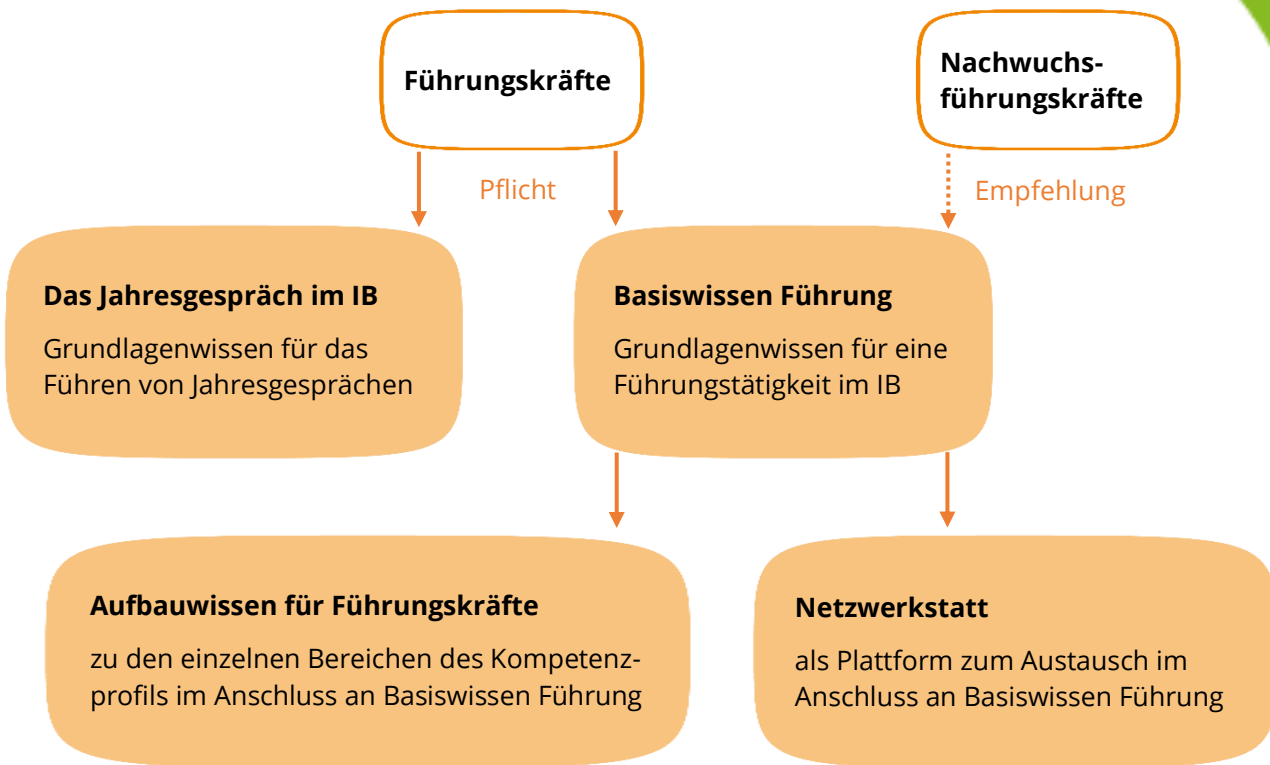 Führungskräfte
Nachwuchs-
führungskräfte
Pflicht
Empfehlung
Das Jahresgespräch im IB
Grundlagenwissen für das
Führen von Jahresgesprächen
Basiswissen Führung
Grundlagenwissen für eine
Führungstätigkeit im IB
Aufbauwissen für Führungskräfte
zu den einzelnen Bereichen des Kompetenz-
profils im Anschluss an Basiswissen Führung
Netzwerkstatt
als Plattform zum Austausch im
Anschluss an Basiswissen Führung